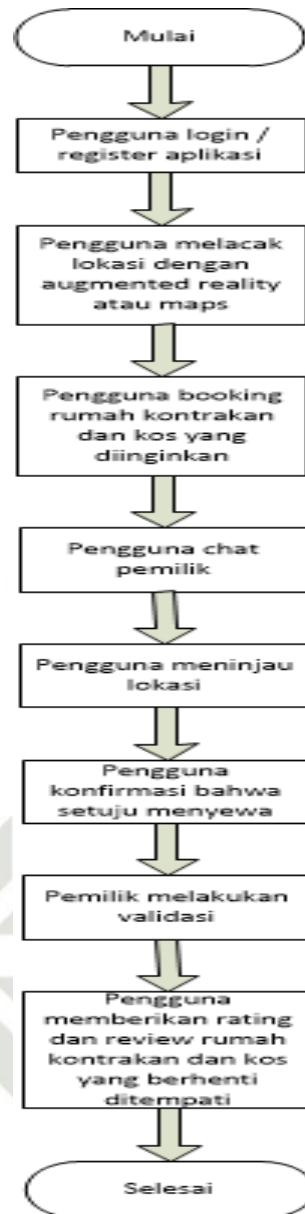 Mulai
Pengguna login /
register aplikasi
Pengguna melacak
lokasi dengan
augmented reality
atau maps
Pengguna booking
rumah kontrakan
dan kos yang
diinginkan
Pengguna chat
pemilik
Pengguna meninjau
lokasi
Pengguna
konfirmasi bahwa
setuju menyewa
Pemilik melakukan
validasi
Pengguna
memberikan rating
dan review rumah
kontrakan dan kos
yang berhenti
ditempati
Selesai